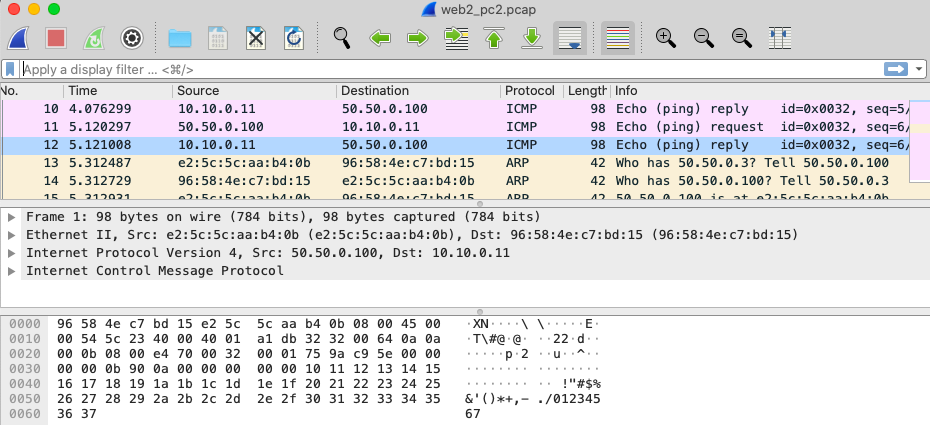 web2_pc2.pcap
Apply a display filter ... <⌘/>
No. Time Source Destination Protocol Length Info
10 4.076299 10.10.0.11 50.50.0.100 ICMP 98 Echo (ping) reply id=0x0032, seq=5/
11 5.120297 50.50.0.100 10.10.0.11 ICMP 98 Echo (ping) request id=0x0032, seq=6/
12 5.121008 10.10.0.11 50.50.0.100 ICMP 98 Echo (ping) reply id=0x0032, seq=6/
13 5.312487 e2:5c:5c:aa:b4:0b 96:58:4e:c7:bd:15 ARP 42 Who has 50.50.0.3? Tell 50.50.0.100
14 5.312729 96:58:4e:c7:bd:15 e2:5c:5c:aa:b4:0b ARP 42 Who has 50.50.0.100? Tell 50.50.0.3
15 5.312931 e2:5c:5c:aa:b4:0b 96:58:4e:c7:bd:15 ARP 42 50.50.0.100 is at e2:5c:5c:aa:b4:0b
Frame 1: 98 bytes on wire (784 bits), 98 bytes captured (784 bits)
Ethernet II, Src: e2:5c:5c:aa:b4:0b (e2:5c:5c:aa:b4:0b), Dst: 96:58:4e:c7:bd:15 (96:58:4e:c7:bd:15)
Internet Protocol Version 4, Src: 50.50.0.100, Dst: 10.10.0.11
Internet Control Message Protocol
0000 96 58 4e c7 bd 15 e2 5c 5c aa b4 0b 08 00 45 00 ·XN····\ \·····E·
0010 00 54 5c 23 40 00 40 01 a1 db 32 32 00 64 0a 0a ·T\#@·@· ··22·d··
0020 00 0b 08 00 e4 70 00 32 00 01 75 9a c9 5e 00 00 ·····p·2 ··u··^··
0030 00 00 0b 90 0a 00 00 00 00 00 10 11 12 13 14 15 ········ ········
0040 16 17 18 19 1a 1b 1c 1d 1e 1f 20 21 22 23 24 25 ········ ·· !"#$%
0050 26 27 28 29 2a 2b 2c 2d 2e 2f 30 31 32 33 34 35 &'()*+,- ./012345
0060 36 37 67